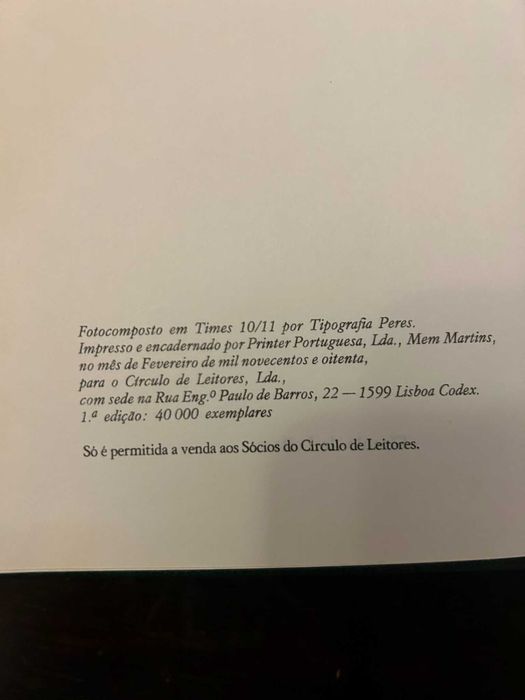 Fotocomposto em Times 10/11 por Tipografia Peres.
Impresso e encadernado por Printer Portuguesa, Lda., Mem Martins,
no mês de Fevereiro de mil novecentos e oitenta,
para o Círculo de Leitores, Lda.,
com sede na Rua Eng.º Paulo de Barros, 22 — 1599 Lisboa Codex.
1.ª edição: 40 000 exemplares
Só é permitida a venda aos Sócios do Círculo de Leitores.